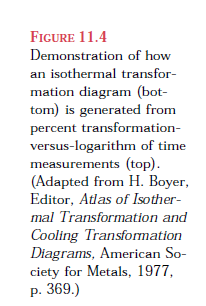 FIGURE 11.4
Demonstration of how
an isothermal transfor-
mation diagram (bot-
tom) is generated from
percent transformation-
versus-logarithm of time
measurements (top).
(Adapted from H. Boyer,
Editor, Atlas of Isother-
mal Transformation and
Cooling Transformation
Diagrams, American So-
ciety for Metals, 1977,
p. 369.)